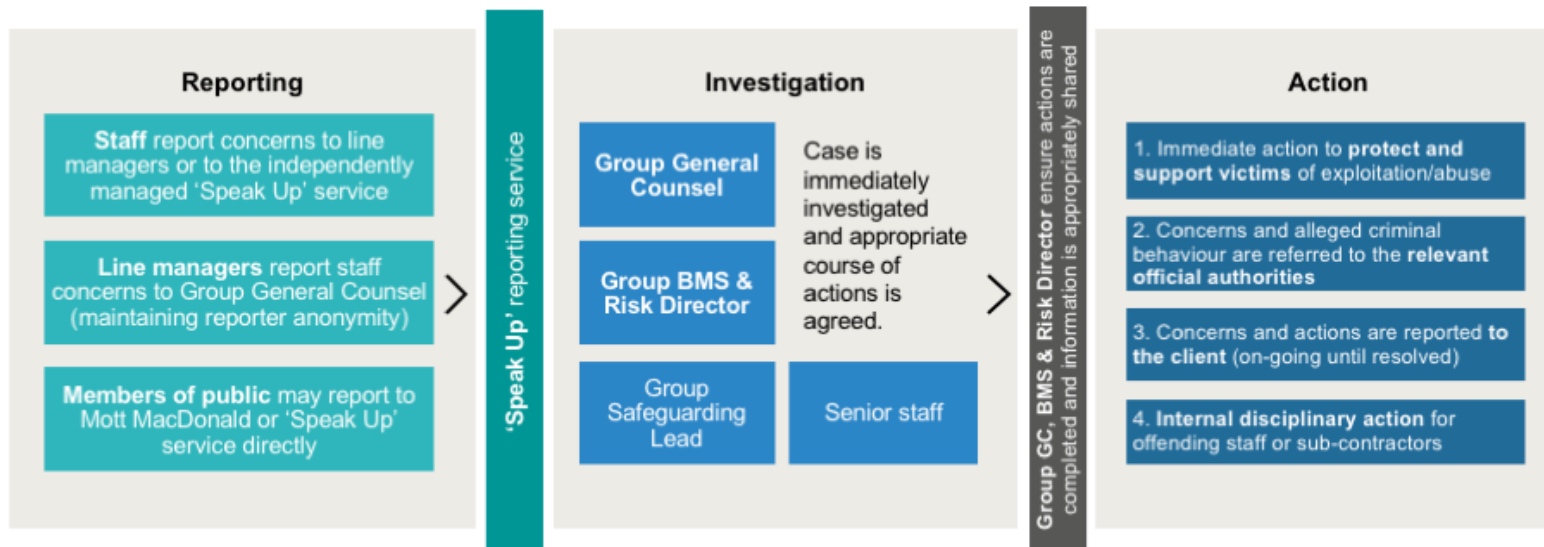 Reporting
Staff report concerns to line
managers or to the independently
managed ‘Speak Up’ service
Line managers report staff
concerns to Group General Counsel
(maintaining reporter anonymity)
Members of public may report to
Mott MacDonald or ‘Speak Up’
service directly
‘Speak Up’ reporting service
Investigation
Group General
Counsel
Group BMS &
Risk Director
Case is
immediately
investigated
and appropriate
course of
actions is
agreed.
Group
Safeguarding
Lead
Senior staff
Group GC, BMS & Risk Director ensure actions are
completed and information is appropriately shared
Action
1. Immediate action to protect and
support victims of exploitation/abuse
2. Concerns and alleged criminal
behaviour are referred to the relevant
official authorities
3. Concerns and actions are reported to
the client (on-going until resolved)
4. Internal disciplinary action for
offending staff or sub-contractors